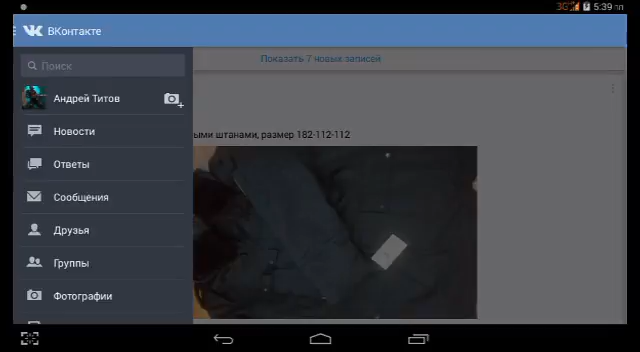 3G 5:39 пп
ВКонтакте
Поиск
Показать 7 новых записей
Андрей Титов
Новости
ыми штанами, размер 182-112-112
Ответы
Сообщения
Друзья
Группы
Фотографии